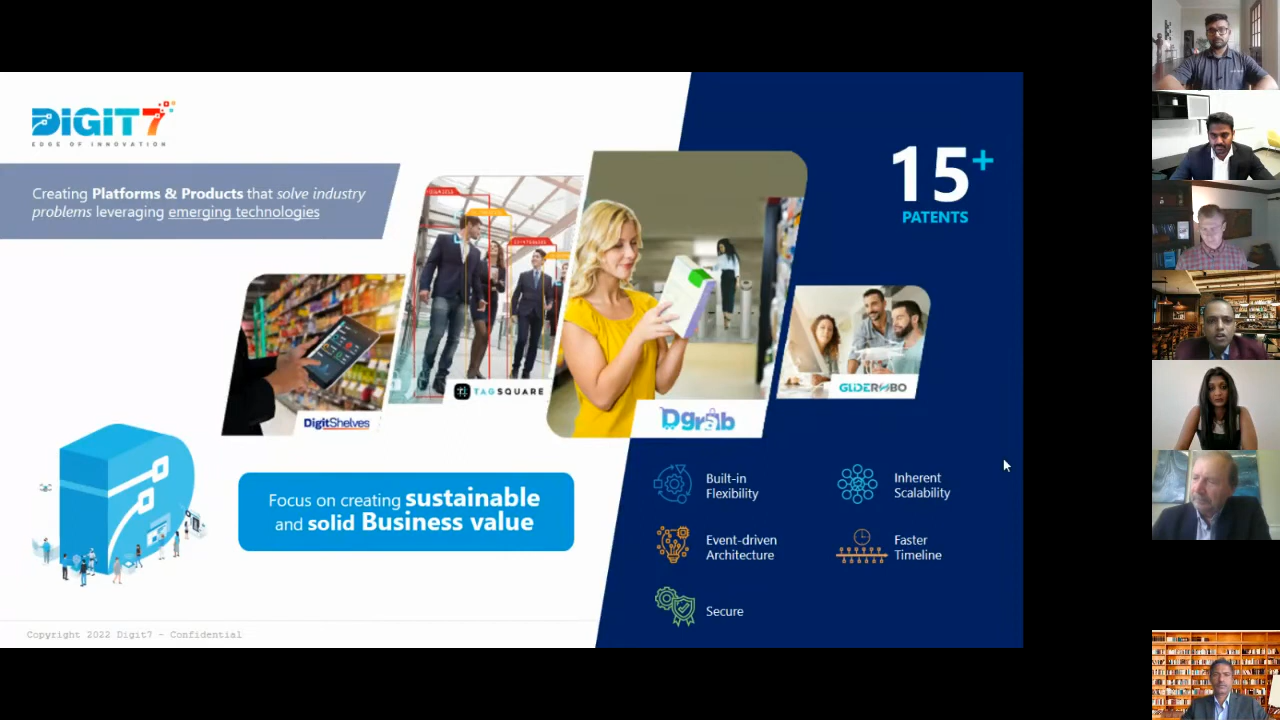 DIGIT7
EDGE OF INNOVATION
Creating Platforms & Products that solve industry
problems leveraging emerging technologies
15+
PATENTS
DigitShelves
TAGSQUARE
Dgrab
GLIDEROBO
Focus on creating sustainable
and solid Business value
Built-in
Flexibility
Inherent
Scalability
Event-driven
Architecture
Faster
Timeline
Secure
Copyright 2022 Digit7 - Confidential